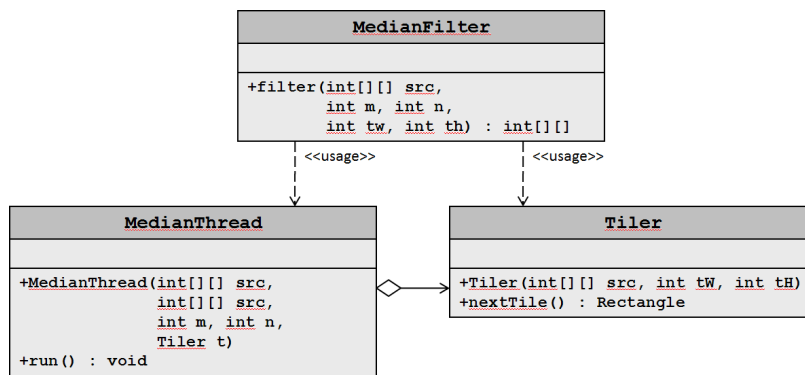 MedianFilter
+filter(int[][] src,
int m, int n,
int tw, int th) : int[][]
<<usage>>
<<usage>>
MedianThread
+MedianThread(int[][] src,
int[][] src,
int m, int n,
Tiler t)
+run() : void
Tiler
+Tiler(int[][] src, int tW, int tH)
+nextTile() : Rectangle